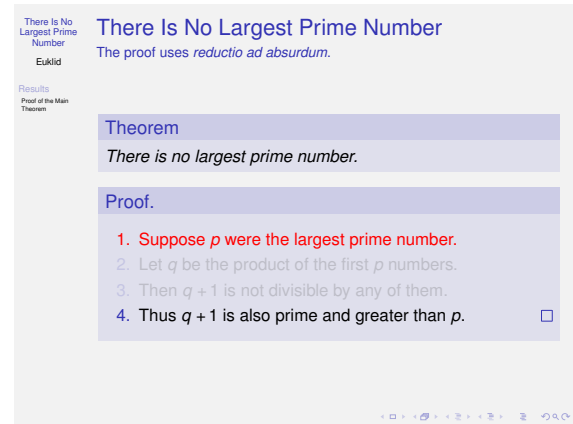 There Is No
Largest Prime
Number
Euklid
Results
Proof of the Main
Theorem
There Is No Largest Prime Number
The proof uses reductio ad absurdum.
Theorem
There is no largest prime number.
Proof.
1. Suppose p were the largest prime number.
2. Let q be the product of the first p numbers.
3. Then q + 1 is not divisible by any of them.
4. Thus q + 1 is also prime and greater than p.